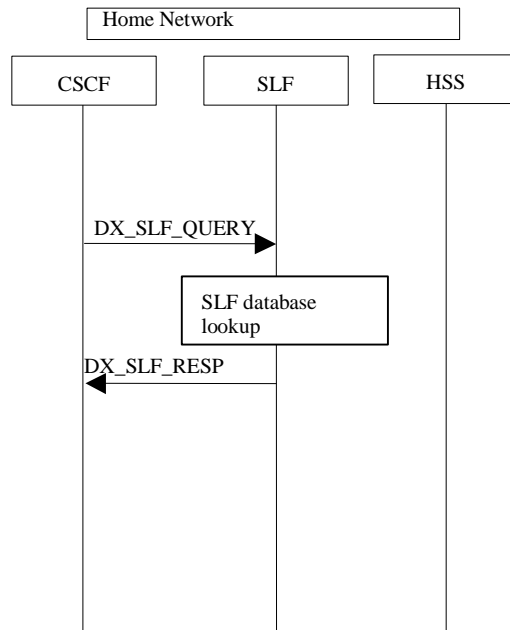 Home Network
CSCF
SLF
HSS
DX_SLF_QUERY
SLF database
lookup
DX_SLF_RESP